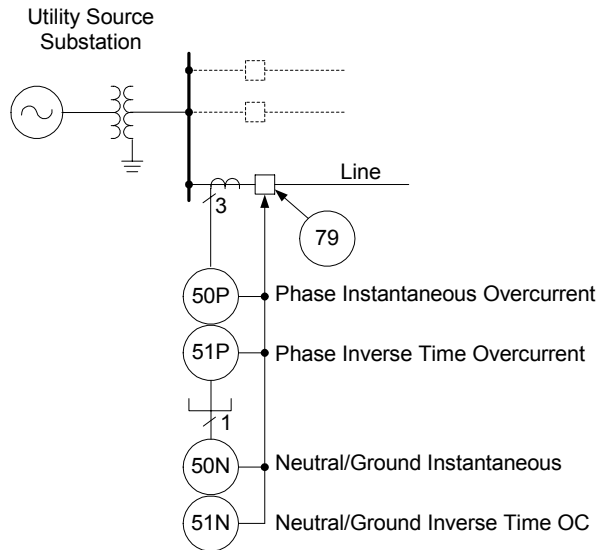 Utility Source
Substation
Line
3
79
50P
Phase Instantaneous Overcurrent
51P
Phase Inverse Time Overcurrent
1
50N
Neutral/Ground Instantaneous
51N
Neutral/Ground Inverse Time OC